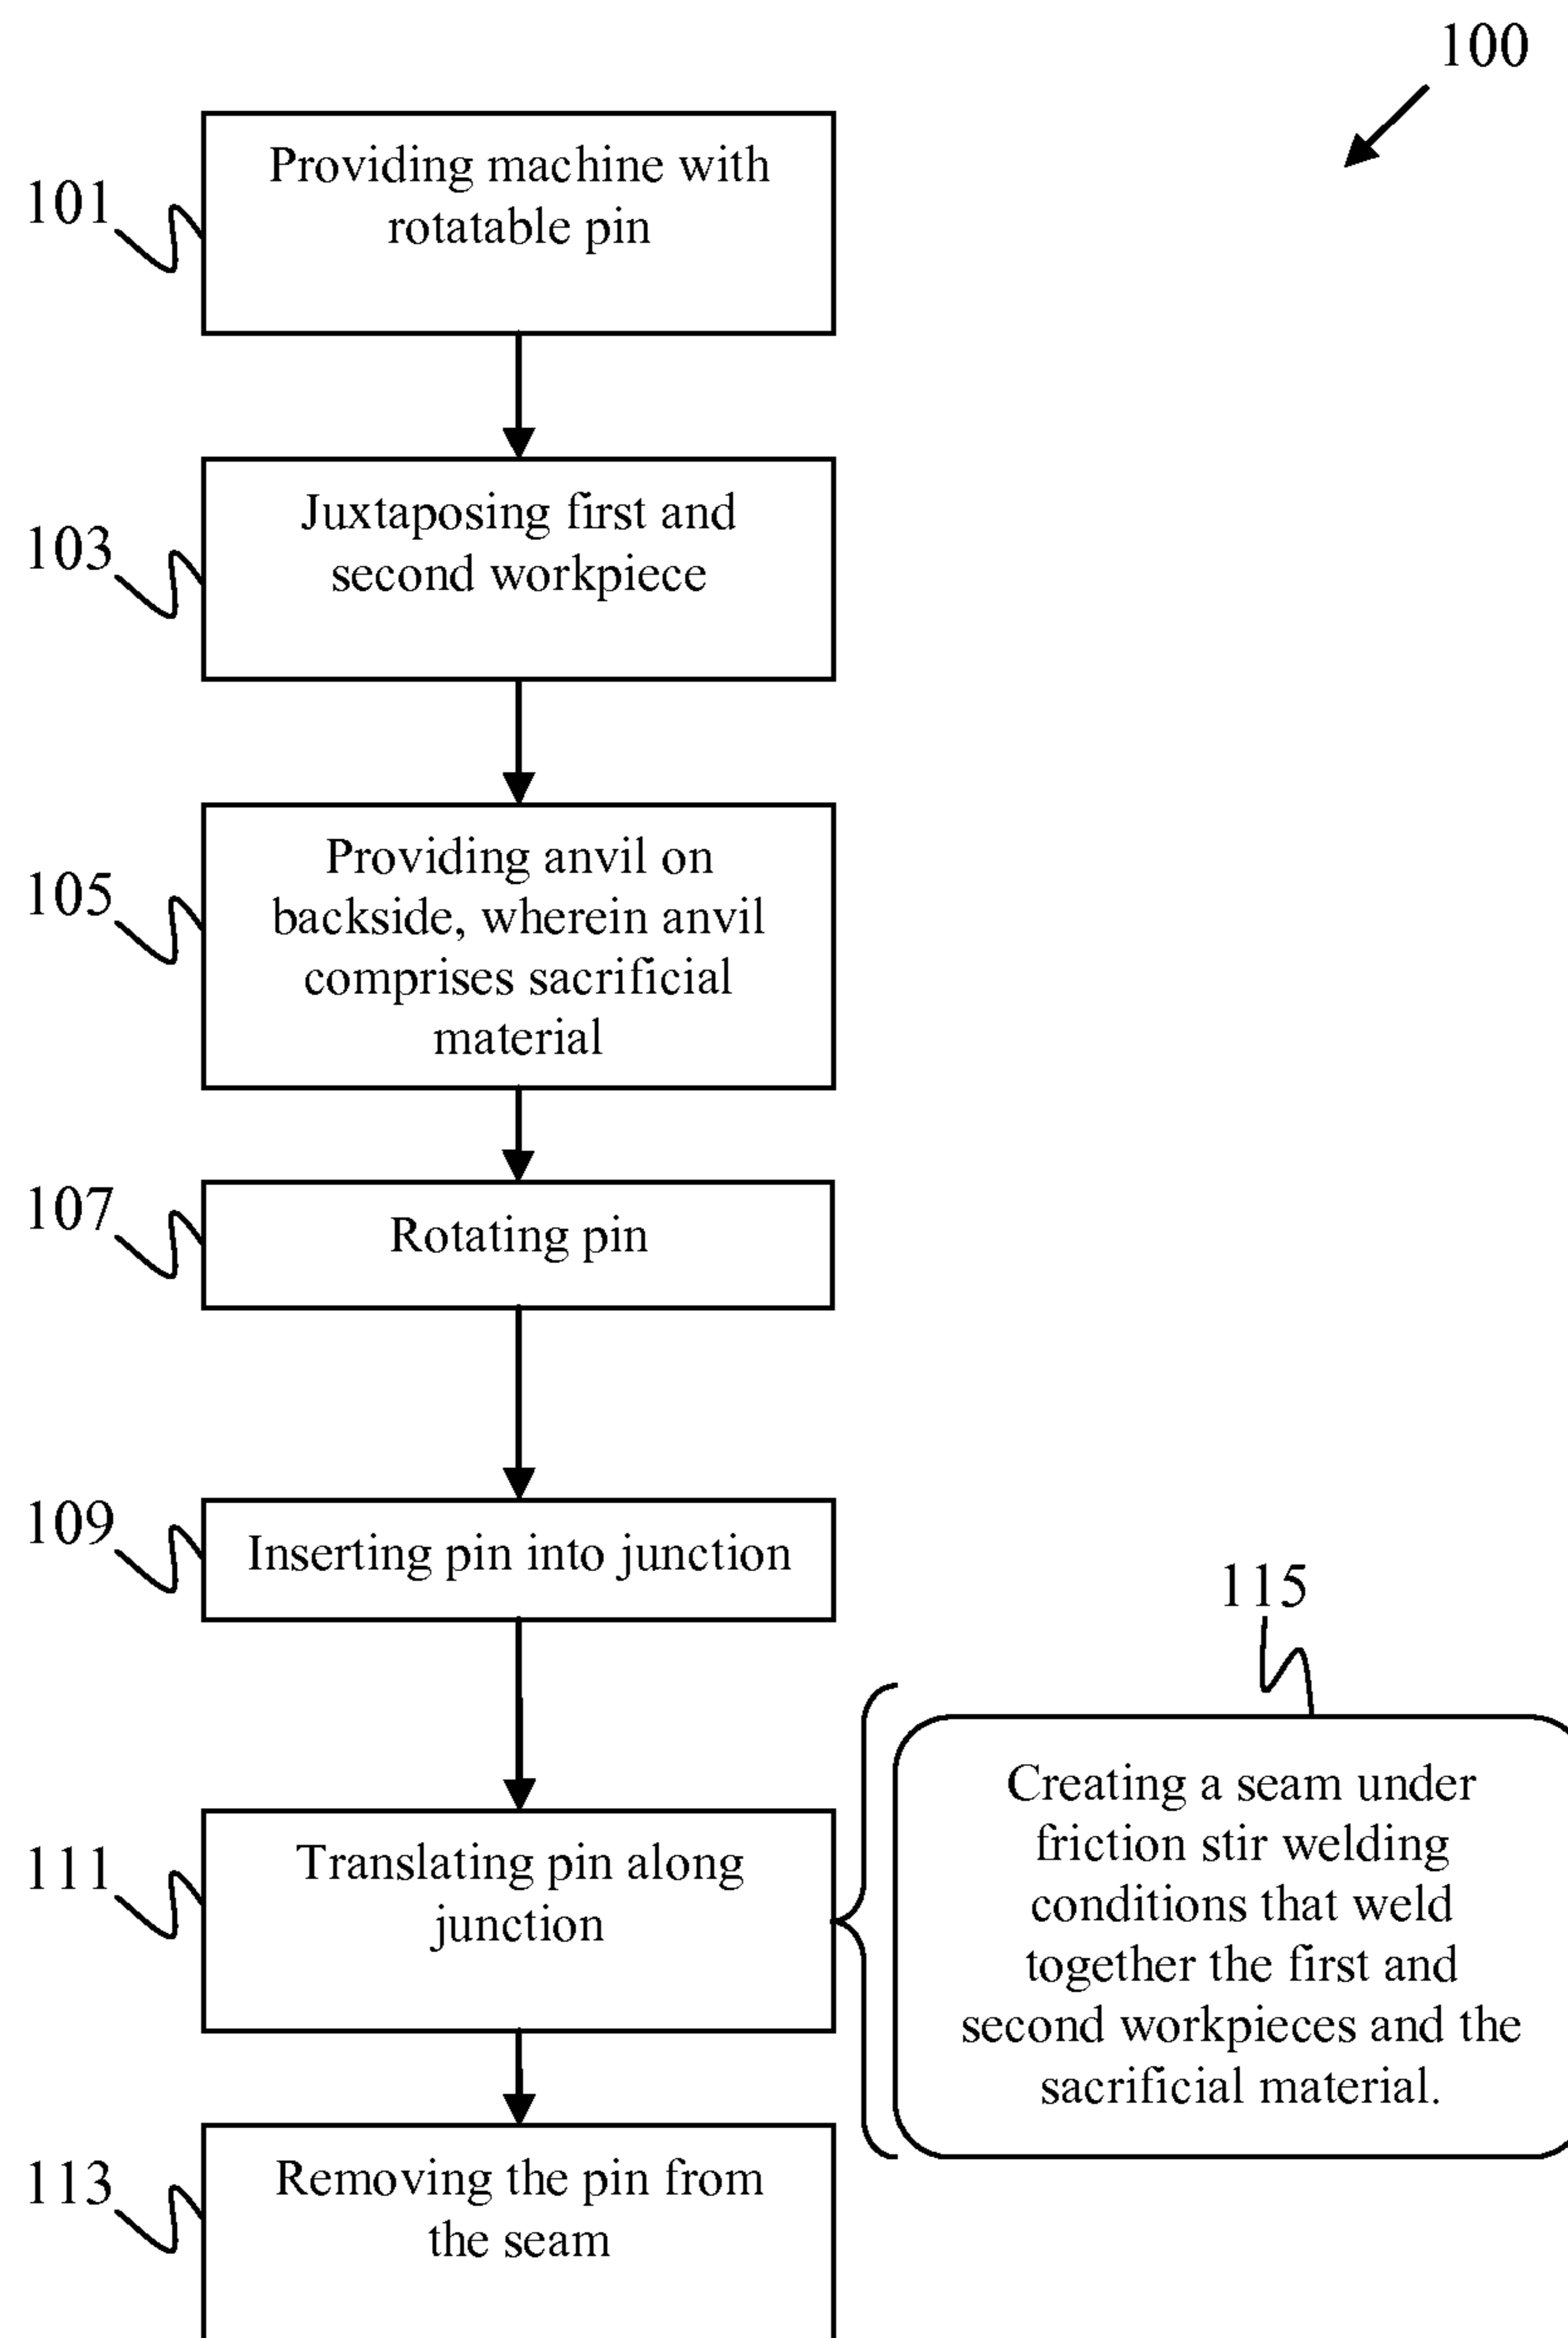 100
101
Providing machine with
rotatable pin
103
Juxtaposing first and
second workpiece
105
Providing anvil on
backside, wherein anvil
comprises sacrificial
material
107
Rotating pin
109
Inserting pin into junction
111
Translating pin along
junction
115
Creating a seam under
friction stir welding
conditions that weld
together the first and
second workpieces and the
sacrificial material.
113
Removing the pin from
the seam